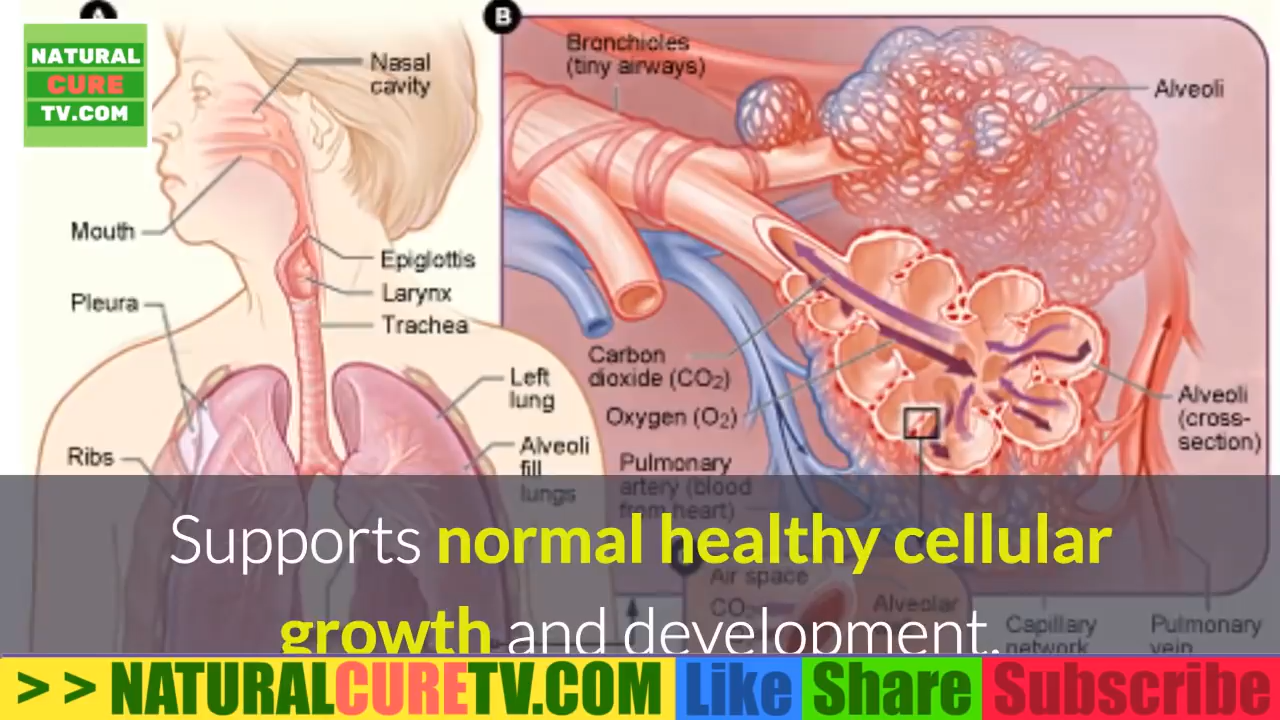 A
NATURAL
CURE
TV.COM
Nasal
cavity
Mouth
Epiglottis
Larynx
Trachea
Pleura
Left
lung
Ribs
Alveoli
fill
lungs
B
Bronchioles
(tiny airways)
Alveoli
Carbon
dioxide (CO2)
Oxygen (O2)
Alveoli
(cross-
section)
Pulmonary
artery (blood
from heart)
Supports normal healthy cellular
growth and development.
Air space
CO2
Alveolar
Capillary
network
Pulmonary
vein
> > NATURALCURETV.COM Like Share Subscribe